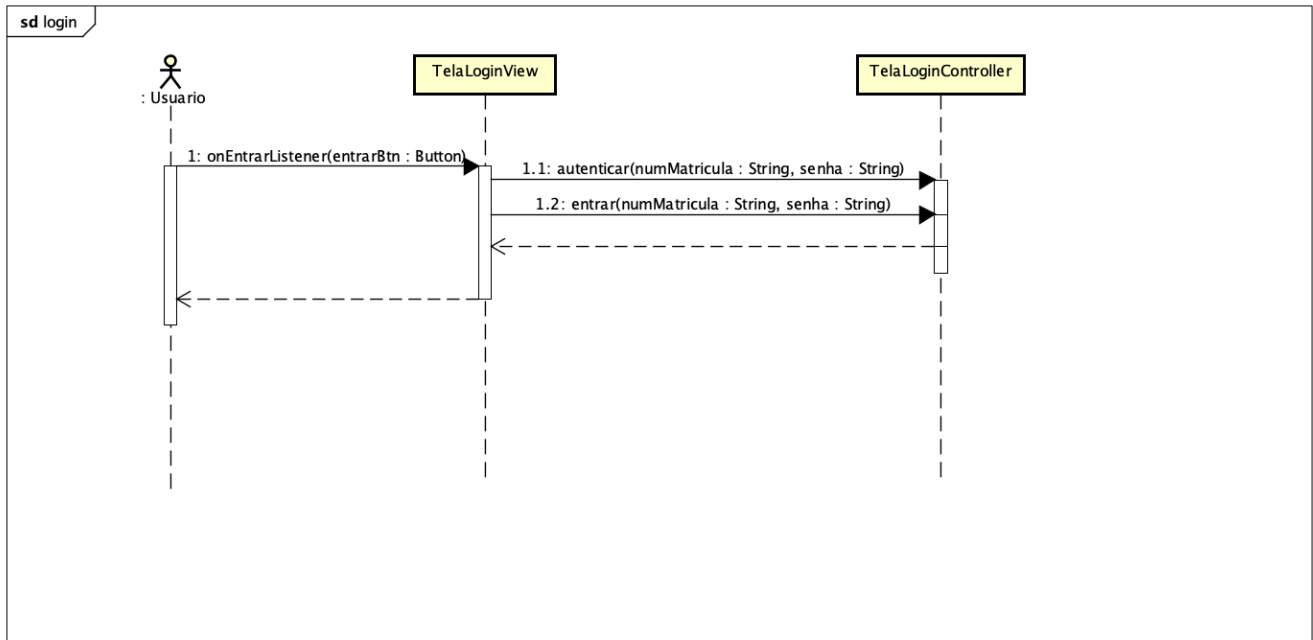 sd login
: Usuario
TelaLoginView
TelaLoginController
1: onEntrarListener(entrarBtn : Button)
1.1: autenticar(numMatricula : String, senha : String)
1.2: entrar(numMatricula : String, senha : String)